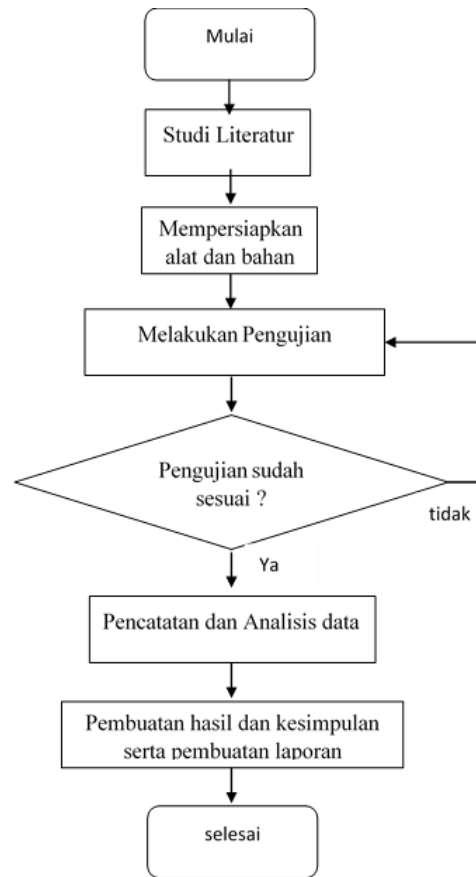 Mulai
Studi Literatur
Mempersiapkan
alat dan bahan
Melakukan Pengujian
Pengujian sudah
sesuai ?
tidak
Ya
Pencatatan dan Analisis data
Pembuatan hasil dan kesimpulan
serta pembuatan laporan
selesai